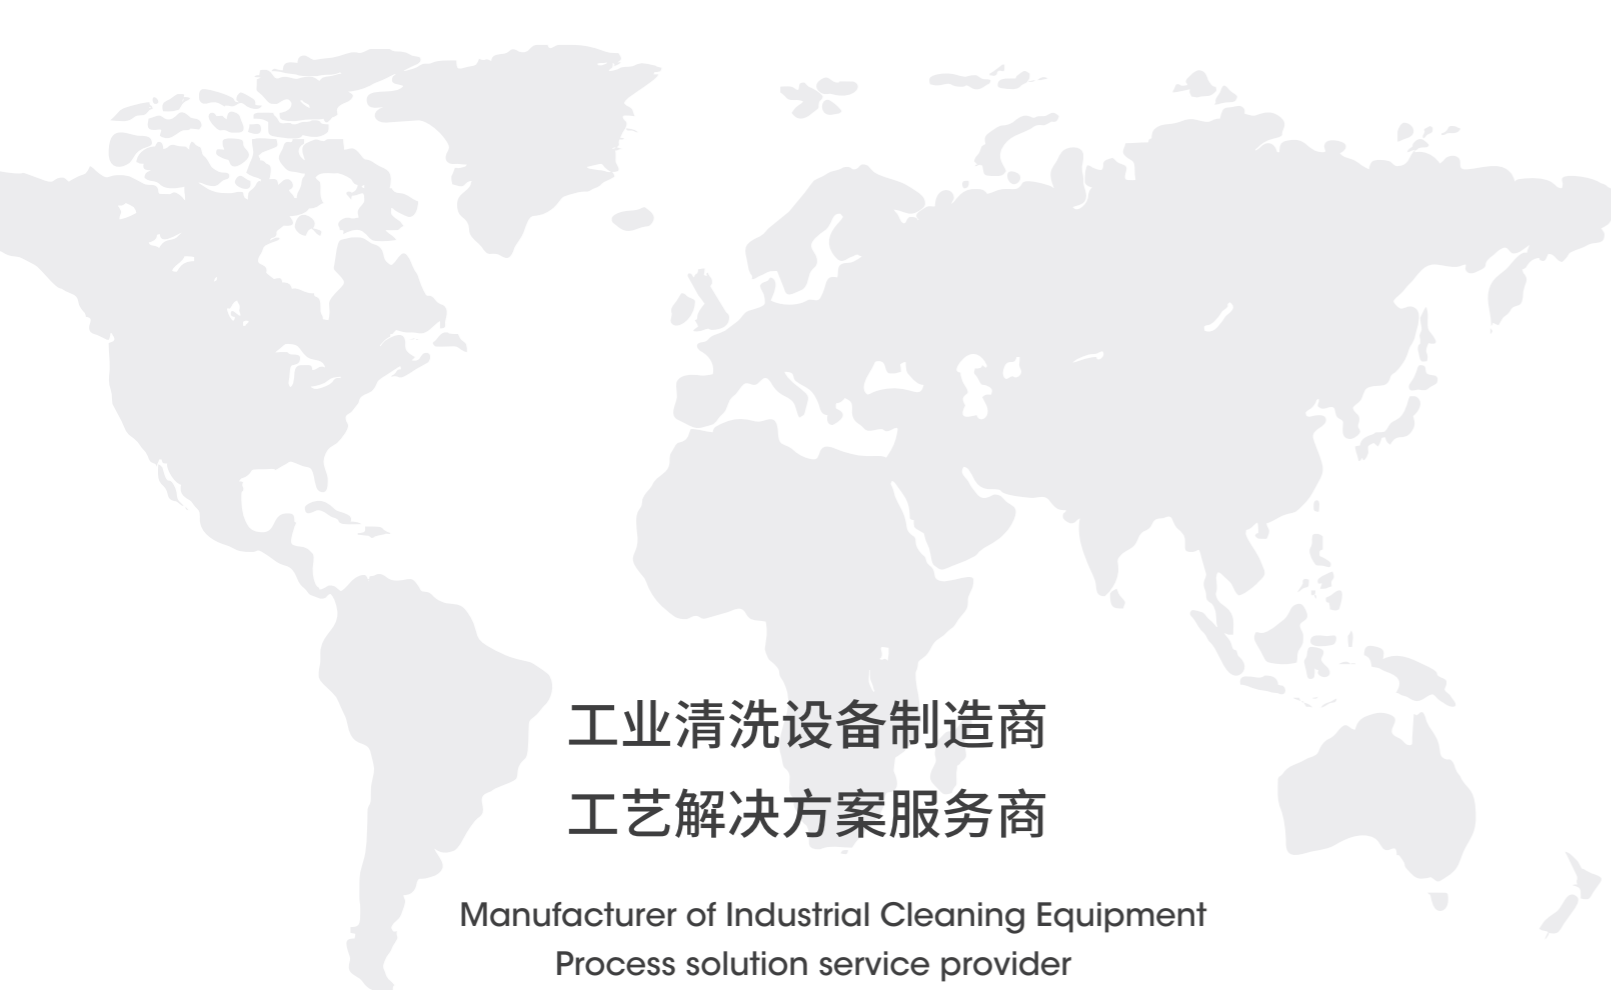 工业清洗设备制造商
工艺解决方案服务商
Manufacturer of Industrial Cleaning Equipment
Process solution service provider